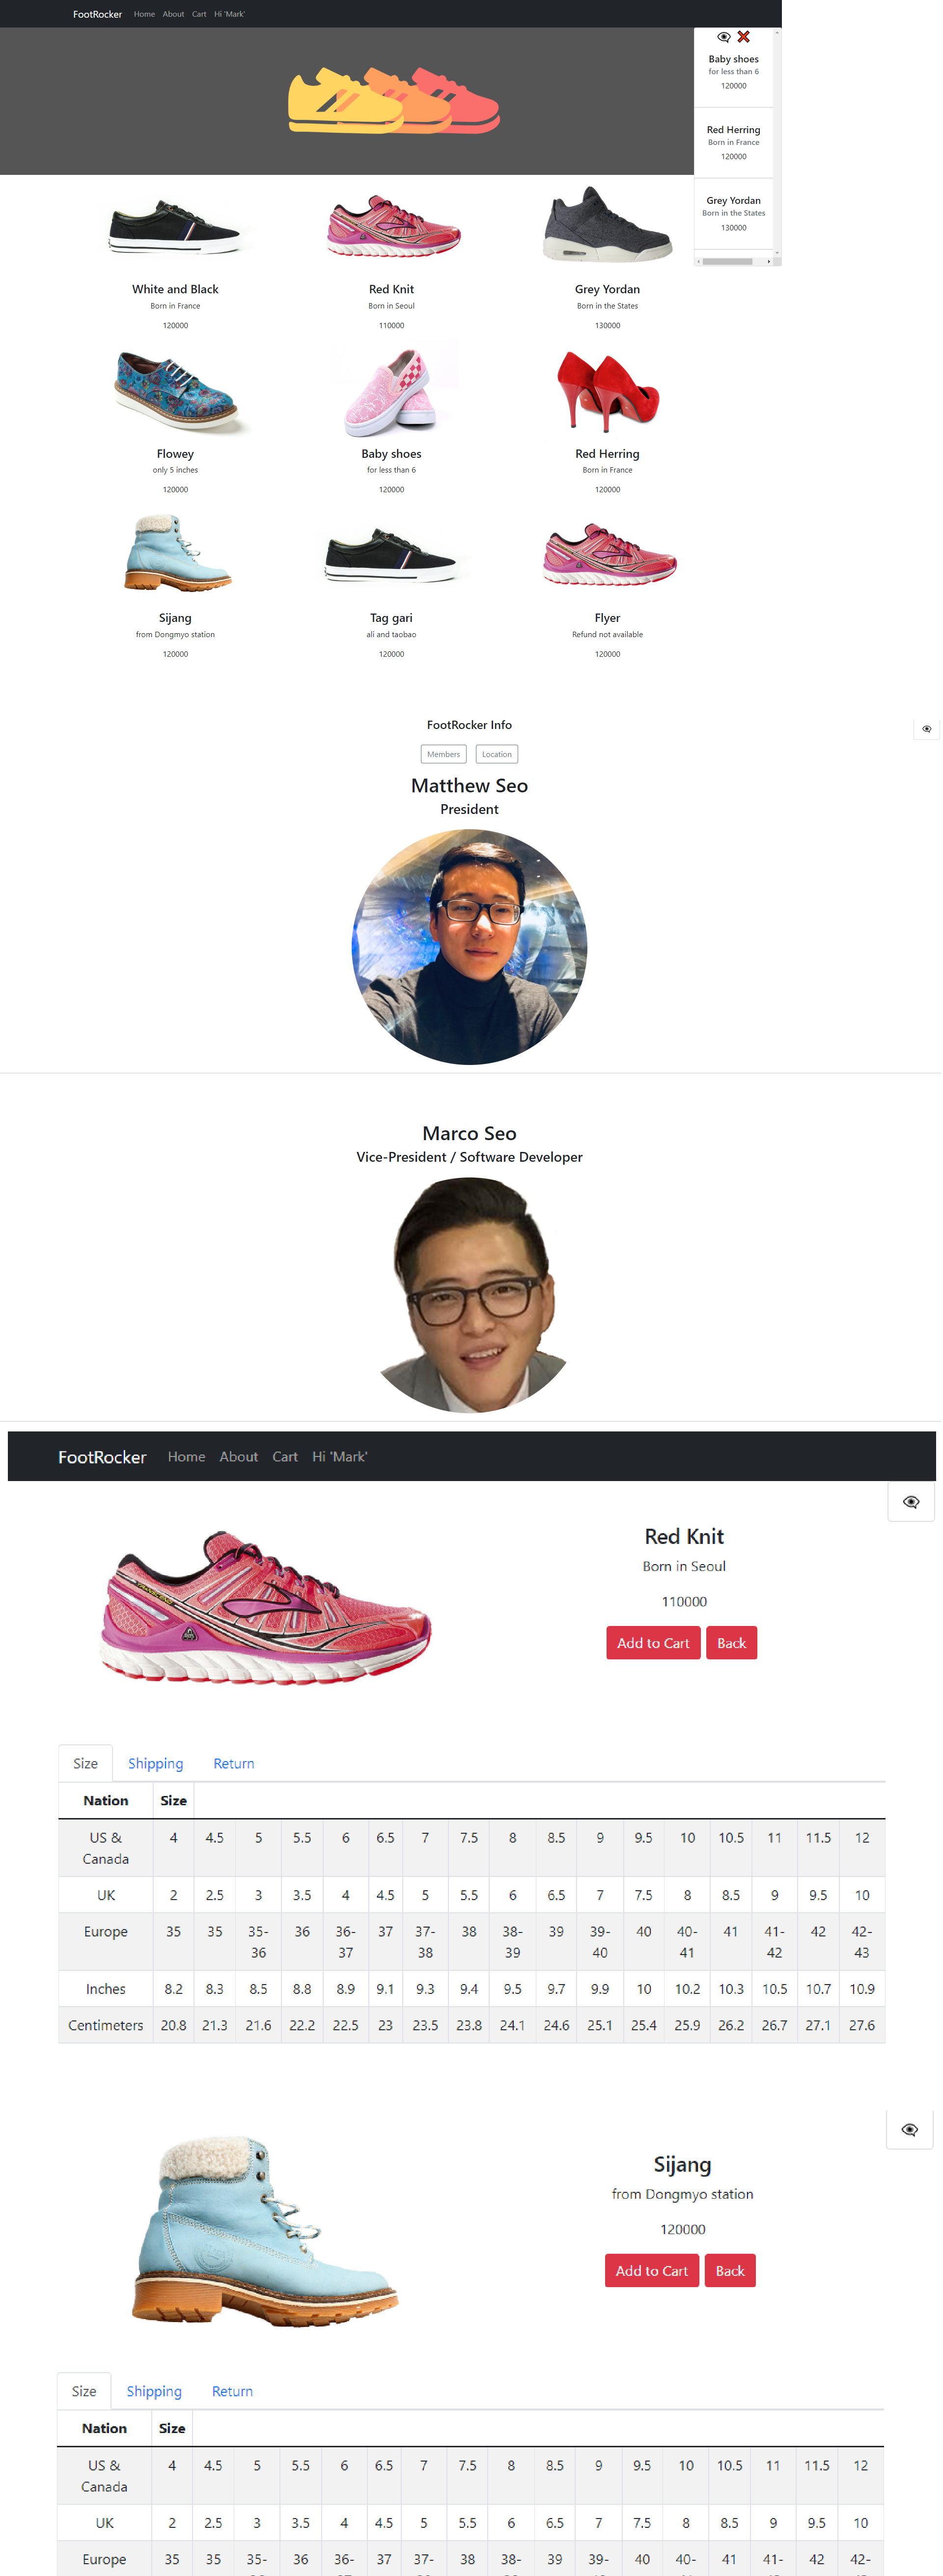 FootRocker Home About Cart Hi 'Mark'
Baby shoes
for less than 6
120000
Red Herring
Born in France
120000
Grey Yordan
Born in the States
130000
White and Black Red Knit Grey Yordan
Born in France Born in Seoul Born in the States
120000 110000 130000
Flowey Baby shoes Red Herring
only 5 inches for less than 6 Born in France
120000 120000 120000
Sijang Tag gari Flyer
from Dongmyo station ali and taobao Refund not available
120000 120000 120000
FootRocker Info
Members Location
Matthew Seo
President
Marco Seo
Vice-President / Software Developer
FootRocker Home About Cart Hi 'Mark'
Red Knit
Born in Seoul
110000
Add to Cart Back
Size Shipping Return
Nation Size
US & Canada 4 4.5 5 5.5 6 6.5 7 7.5 8 8.5 9 9.5 10 10.5 11 11.5 12
UK 2 2.5 3 3.5 4 4.5 5 5.5 6 6.5 7 7.5 8 8.5 9 9.5 10
Europe 35 35 35-36 36 36-37 37 37-38 38 38-39 39 39-40 40 40-41 41 41-42 42 42-43
Inches 8.2 8.3 8.5 8.8 8.9 9.1 9.3 9.4 9.5 9.7 9.9 10 10.2 10.3 10.5 10.7 10.9
Centimeters 20.8 21.3 21.6 22.2 22.5 23 23.5 23.8 24.1 24.6 25.1 25.4 25.9 26.2 26.7 27.1 27.6
Sijang
from Dongmyo station
120000
Add to Cart Back
Size Shipping Return
Nation Size
US & Canada 4 4.5 5 5.5 6 6.5 7 7.5 8 8.5 9 9.5 10 10.5 11 11.5 12
UK 2 2.5 3 3.5 4 4.5 5 5.5 6 6.5 7 7.5 8 8.5 9 9.5 10
Europe 35 35 35- 36 36- 37 37- 38 38- 39 39- 40 40- 41 41- 42 42-